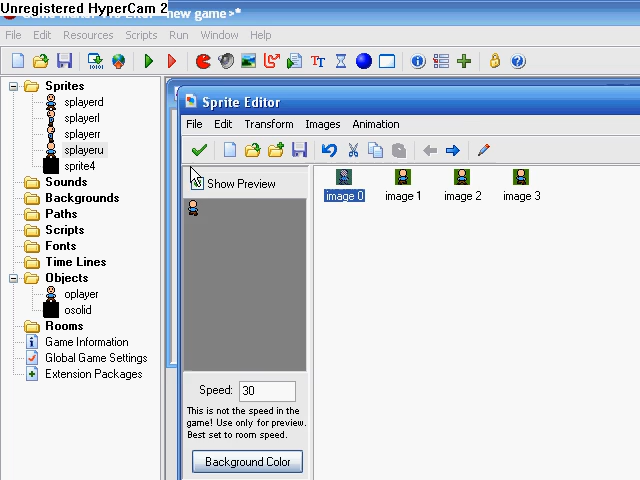 Unregistered HyperCam 2
new game>*
File Edit Resources Scripts Run Window Help
Sprites
splayerd
splayerl
splayerr
splayeru
sprite4
Sounds
Backgrounds
Paths
Scripts
Fonts
Time Lines
Objects
oplayer
osolid
Rooms
Game Information
Global Game Settings
Extension Packages
Sprite Editor
File Edit Transform Images Animation
Show Preview
image 0 image 1 image 2 image 3
Speed: 30
This is not the speed in the
game! Use only for preview.
Best set to room speed.
Background Color